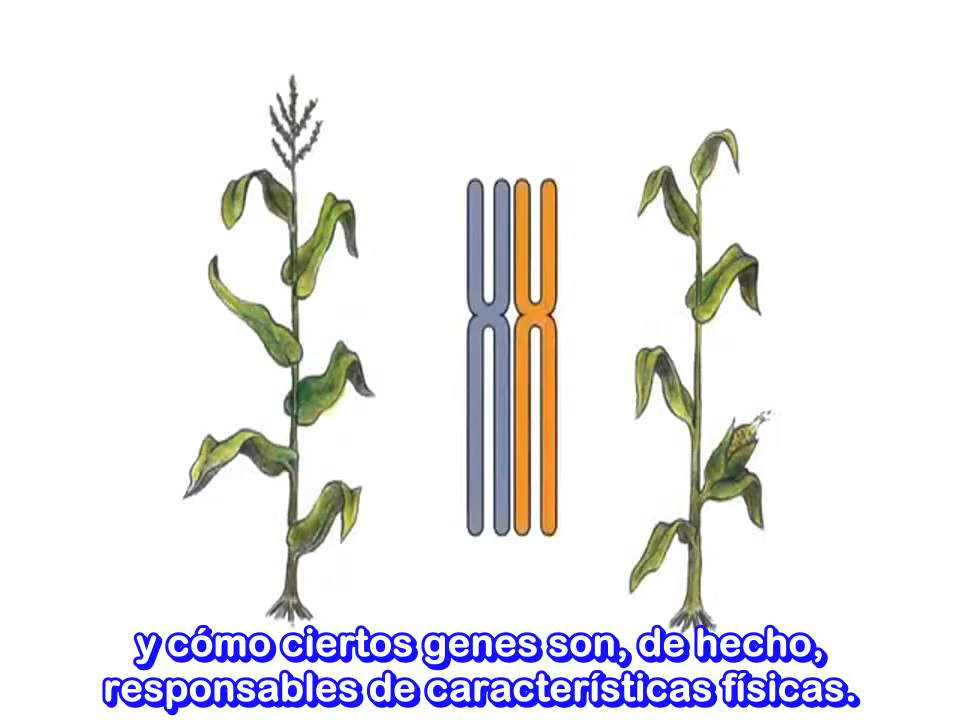 y cómo ciertos genes son, de hecho,
responsables de características físicas.